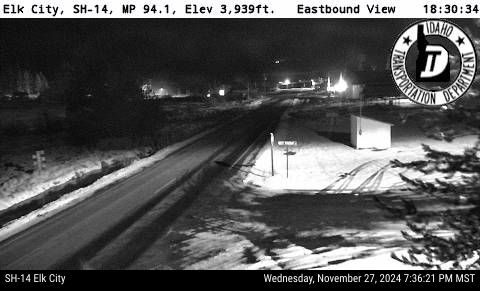 Elk City, SH-14, MP 94.1, Elev 3,939ft. Eastbound View 18:30:34
IDAHO
TRANSPORTATION DEPARTMENT
SH-14 Elk City
Wednesday, November 27, 2024 7:36:21 PM MST